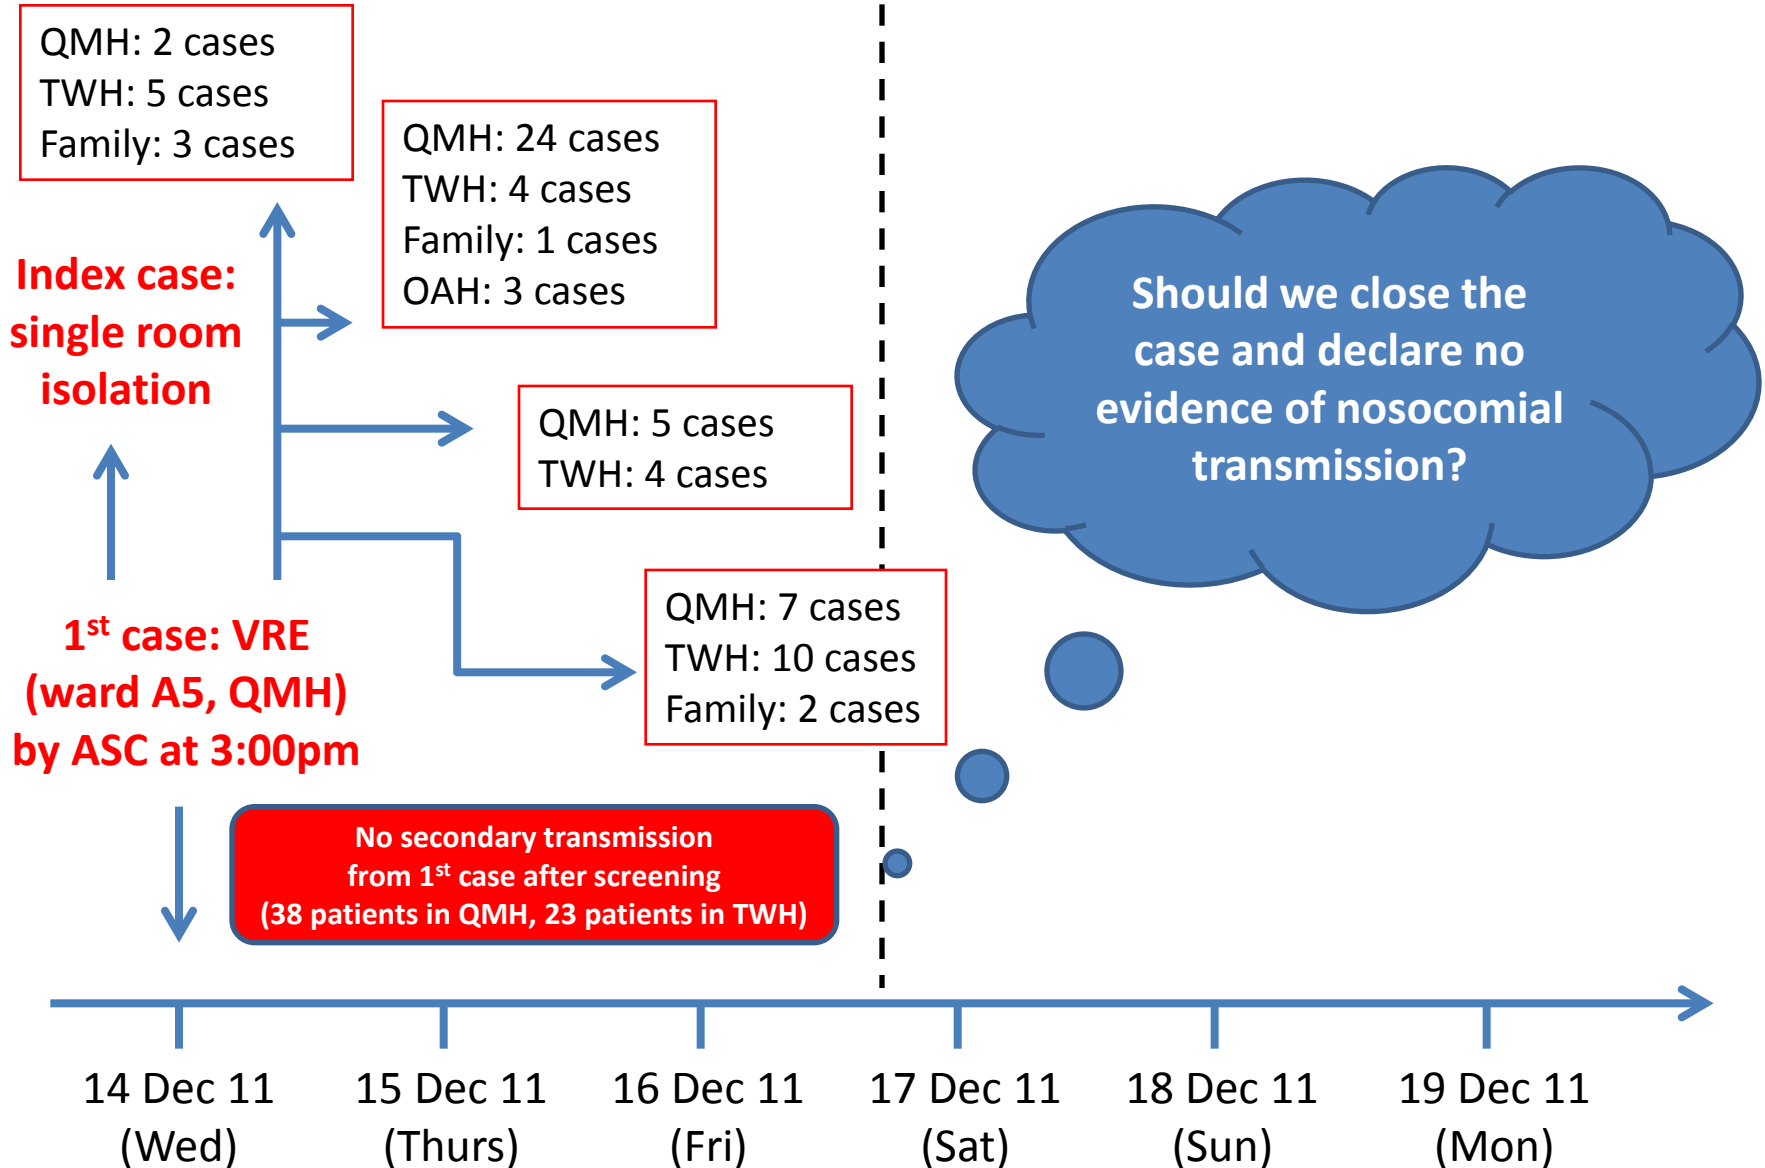 QMH: 2 cases
TWH: 5 cases
Family: 3 cases
QMH: 24 cases
TWH: 4 cases
Family: 1 cases
OAH: 3 cases
Index case:
single room
isolation
QMH: 5 cases
TWH: 4 cases
Should we close the
case and declare no
evidence of nosocomial
transmission?
1st case: VRE
(ward A5, QMH)
by ASC at 3:00pm
QMH: 7 cases
TWH: 10 cases
Family: 2 cases
No secondary transmission
from 1st case after screening
(38 patients in QMH, 23 patients in TWH)
14 Dec 11
(Wed)
15 Dec 11
(Thurs)
16 Dec 11
(Fri)
17 Dec 11
(Sat)
18 Dec 11
(Sun)
19 Dec 11
(Mon)